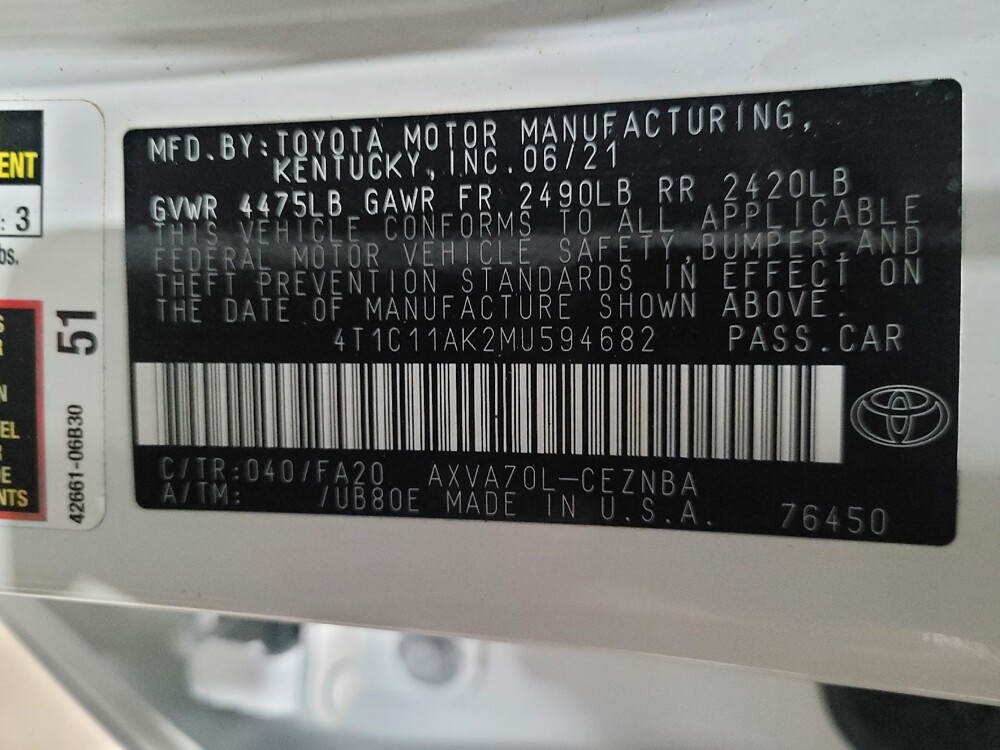 MFD.BY:TOYOTA MOTOR MANUFACTURING,
KENTUCKY, INC. 06/21
GVWR 4475LB GAWR FR 2490LB RR 2420LB
THIS VEHICLE CONFORMS TO ALL APPLICABLE
FEDERAL MOTOR VEHICLE SAFETY, BUMPER, AND
THEFT PREVENTION STANDARDS IN EFFECT ON
THE DATE OF MANUFACTURE SHOWN ABOVE.
4T1C11AK2MU594682 PASS.CAR
C/TR:040/FA20 AXVA70L-CEZNBA
A/TM: /UB80E MADE IN U.S.A. 76450
: 3
51
42661-06B30